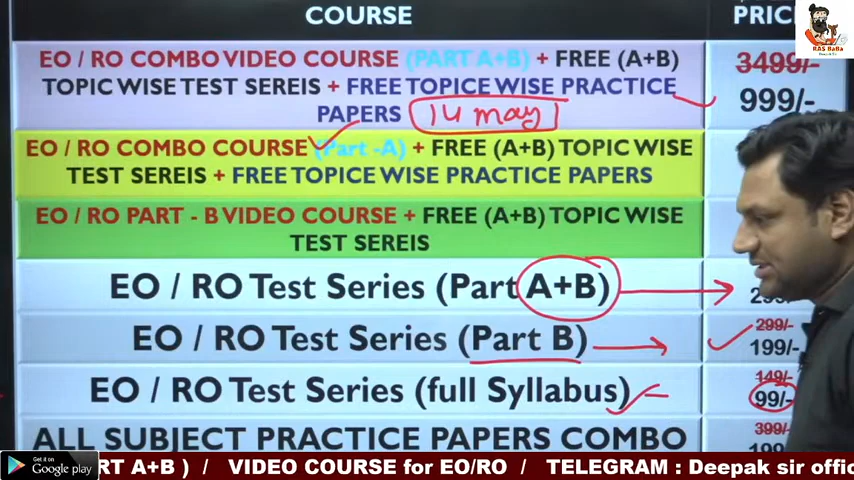 COURSE
PRIC
RAS BaBa
EO / RO COMBO VIDEO COURSE (PART A+B) + FREE (A+B)
TOPIC WISE TEST SEREIS + FREE TOPICE WISE PRACTICE
PAPERS 14 may
3499/-
999/-
EO / RO COMBO COURSE (Part -A) + FREE (A+B) TOPIC WISE
TEST SEREIS + FREE TOPICE WISE PRACTICE PAPERS
EO / RO PART - B VIDEO COURSE + FREE (A+B) TOPIC WISE
TEST SEREIS
EO / RO Test Series (Part A+B)
EO / RO Test Series (Part B)
299/-
199/-
EO / RO Test Series (full Syllabus)
149/-
99/-
ALL SUBJECT PRACTICE PAPERS COMBO
399/-
Get it on
Google play
RT A+B ) / VIDEO COURSE for EO/RO / TELEGRAM : Deepak sir offic